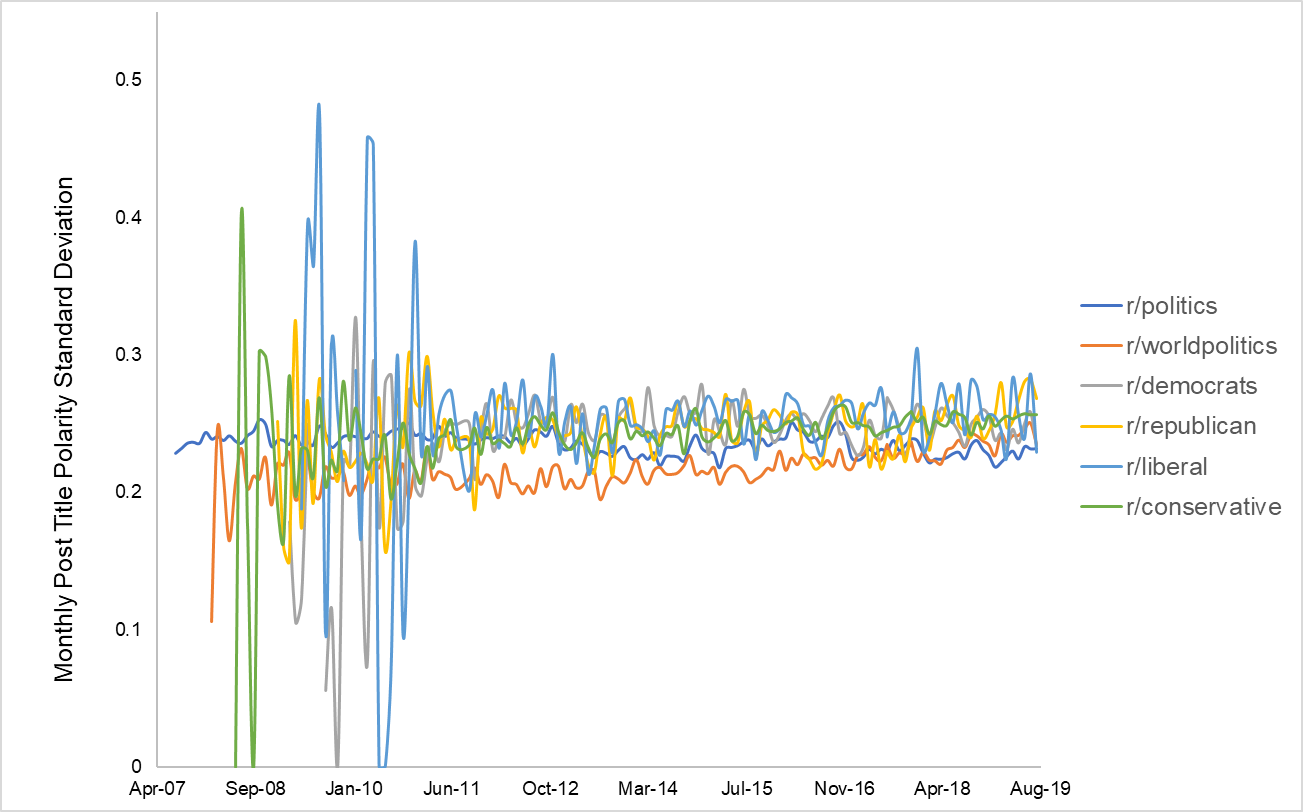 Monthly Post Title Polarity Standard Deviation
0.5
0.4
0.3
0.2
0.1
0
Apr-07 Sep-08 Jan-10 Jun-11 Oct-12 Mar-14 Jul-15 Nov-16 Apr-18 Aug-19
r/politics
r/worldpolitics
r/democrats
r/republican
r/liberal
r/conservative